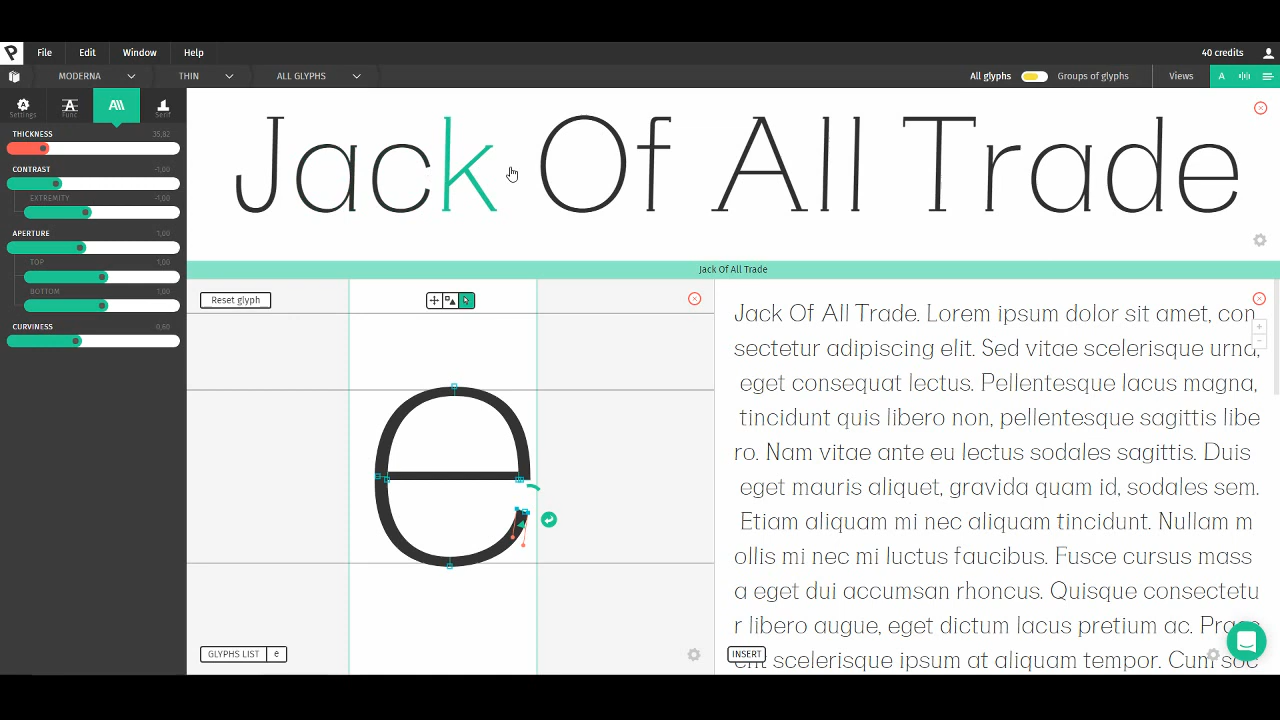 File Edit Window Help 40 credits
MODERNA THIN ALL GLYPHS All glyphs Groups of glyphs Views A
Settings Func Serif
THICKNESS 35,82
CONTRAST -1,00
EXTREMITY -1,00
APERTURE 1,00
TOP 1,00
BOTTOM 1,00
CURVINESS 0,60
Jack Of All Trade
Jack Of All Trade
Reset glyph
e
GLYPHS LIST e
Jack Of All Trade. Lorem ipsum dolor sit amet, con
sectetur adipiscing elit. Sed vitae scelerisque urna,
eget consequat lectus. Pellentesque lacus magna,
tincidunt quis libero non, pellentesque sagittis libe
ro. Nam vitae ante eu lectus sodales sagittis. Duis
eget mauris aliquet, gravida quam id, sodales sem.
Etiam aliquam mi nec aliquam tincidunt. Nullam m
ollis mi nec mi luctus faucibus. Fusce cursus mass
a eget dui accumsan rhoncus. Quisque consectetu
r libero augue, eget dictum lacus pretium ac. Prae
scelerisque ipsum at aliquam tempor. Cum soc
INSERT